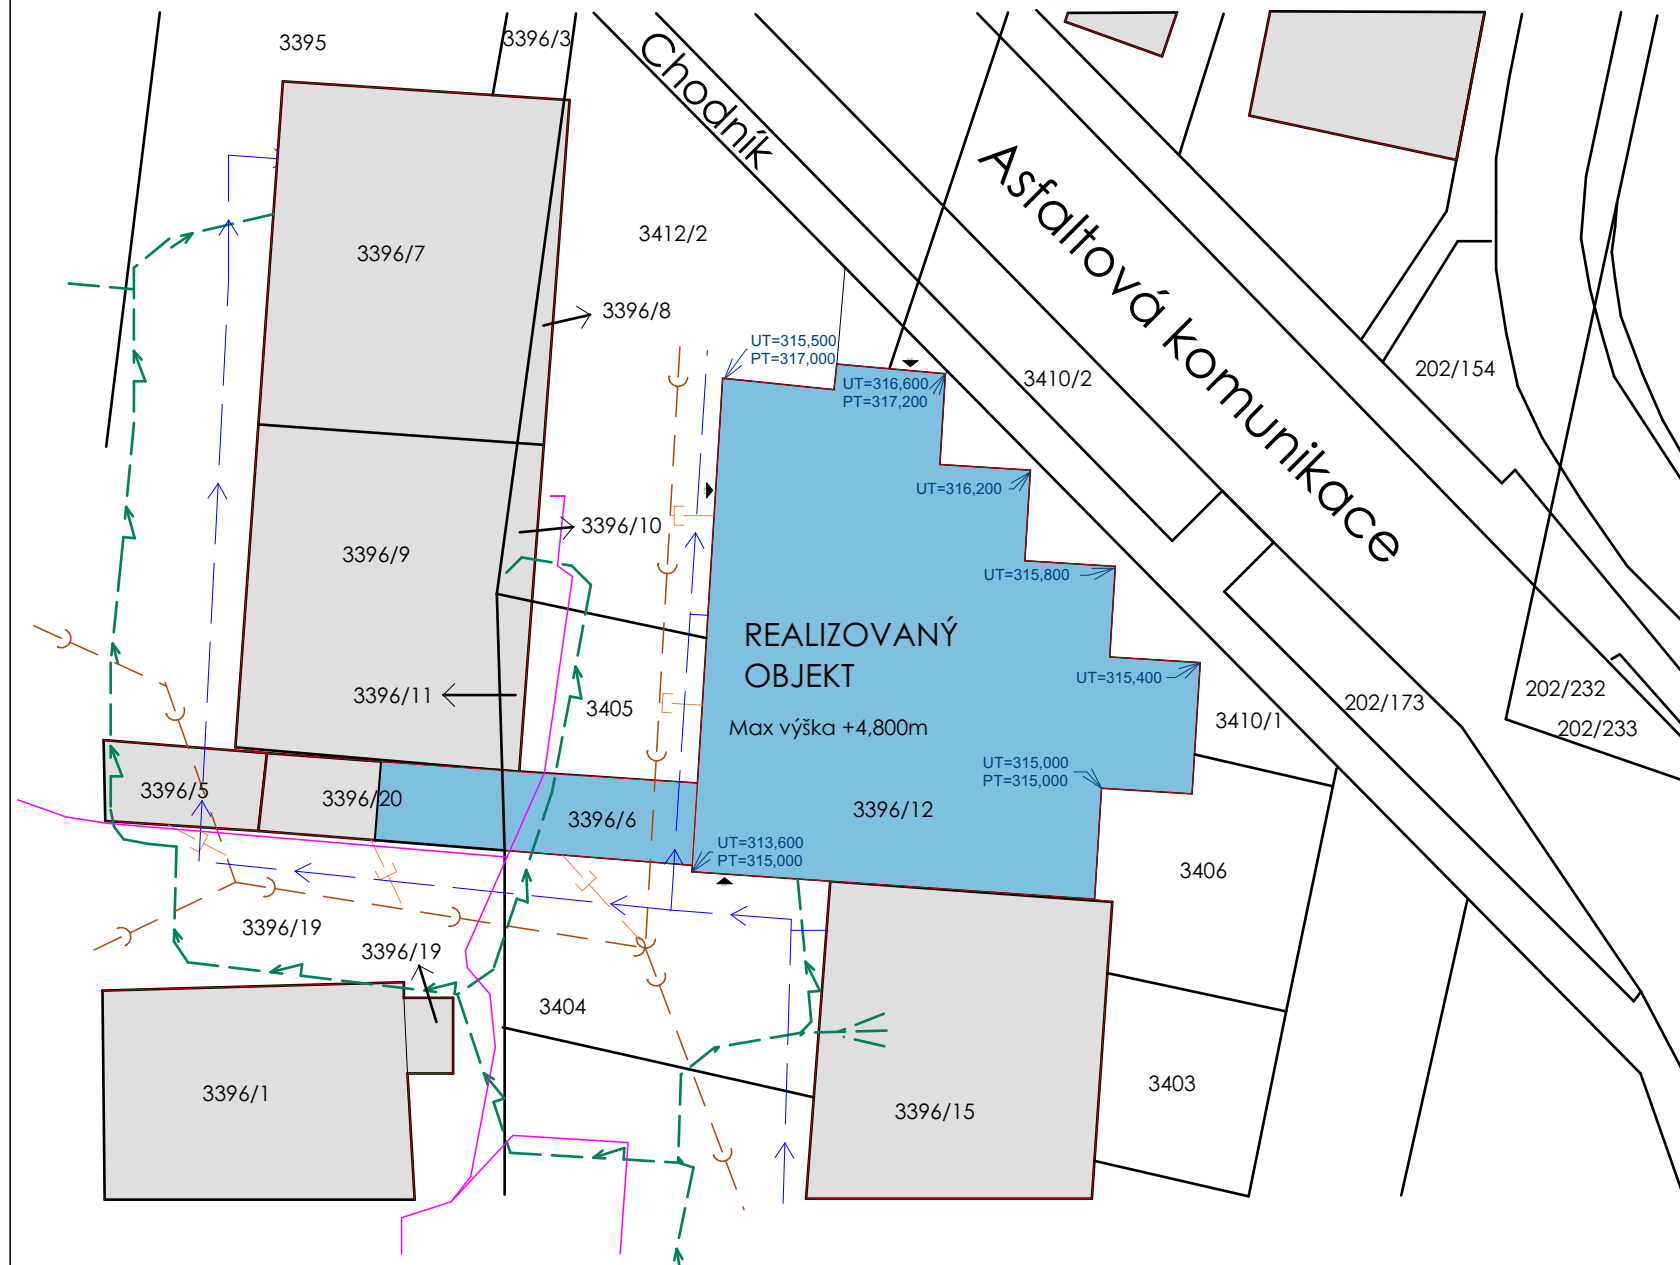 3395
3396/3
Chodník
Asfaltová komunikace
3396/7
3412/2
3396/8
UT=315,500
PT=317,000
UT=316,600
PT=317,200
3410/2
202/154
UT=316,200
3396/10
3396/9
UT=315,800
REALIZOVANÝ
OBJEKT
UT=315,400
3396/11
3405
Max výška +4,800m
3410/1
202/173
202/232
202/233
UT=315,000
PT=315,000
3396/5
3396/20
3396/6
3396/12
UT=313,600
PT=315,000
3406
3396/19
3396/19
3404
3396/1
3396/15
3403